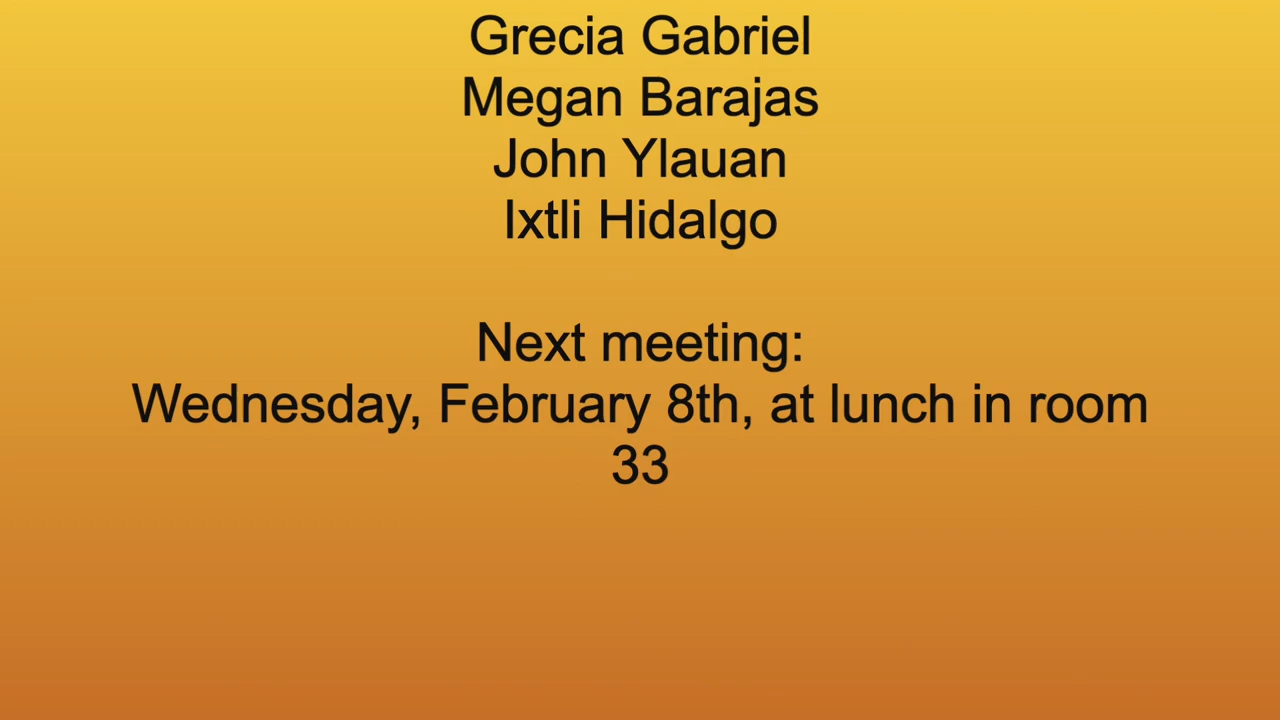 Grecia Gabriel
Megan Barajas
John Ylauan
Ixtli Hidalgo
Next meeting:
Wednesday, February 8th, at lunch in room
33